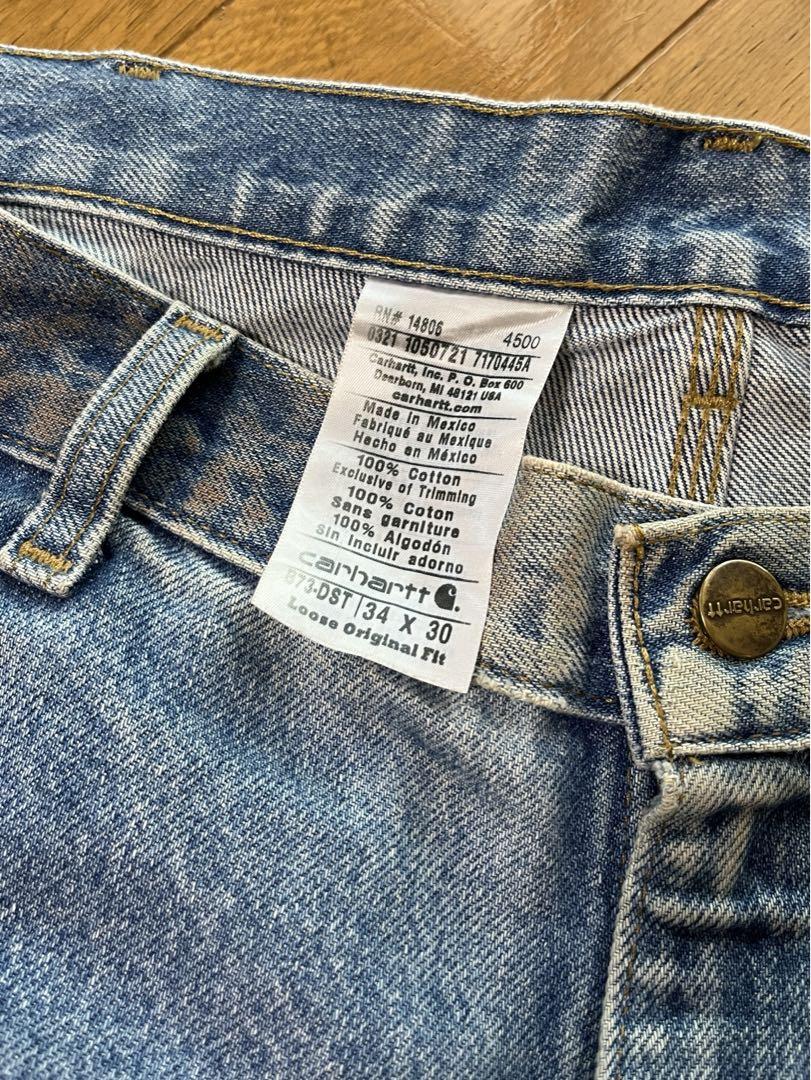 RN# 14806
4500
0321 1050721 7170445A
Carhartt, Inc. P. O. Box 600
Dearborn, MI 48121 USA
carhartt.com
Made in Mexico
Fabriqué au Mexique
Hecho en México
100% Cotton
Exclusive of Trimming
100% Coton
Sans garniture
100% Algodón
sin incluir adorno
carhartt
B73-DST | 34 X 30
Loose Original Fit
carhartt